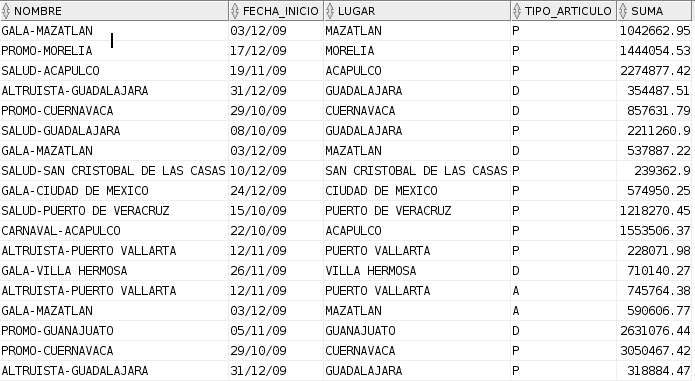 NOMBRE FECHA_INICIO LUGAR TIPO_ARTICULO SUMA
GALA-MAZATLAN 03/12/09 MAZATLAN P 1042662.95
PROMO-MORELIA 17/12/09 MORELIA P 1444054.53
SALUD-ACAPULCO 19/11/09 ACAPULCO P 2274877.42
ALTRUISTA-GUADALAJARA 31/12/09 GUADALAJARA D 354487.51
PROMO-CUERNAVACA 29/10/09 CUERNAVACA D 857631.79
SALUD-GUADALAJARA 08/10/09 GUADALAJARA P 2211260.9
GALA-MAZATLAN 03/12/09 MAZATLAN D 537887.22
SALUD-SAN CRISTOBAL DE LAS CASAS 10/12/09 SAN CRISTOBAL DE LAS CASAS P 239362.9
GALA-CIUDAD DE MEXICO 24/12/09 CIUDAD DE MEXICO P 574950.25
SALUD-PUERTO DE VERACRUZ 15/10/09 PUERTO DE VERACRUZ P 1218270.45
CARNAVAL-ACAPULCO 22/10/09 ACAPULCO P 1553506.37
ALTRUISTA-PUERTO VALLARTA 12/11/09 PUERTO VALLARTA P 228071.98
GALA-VILLA HERMOSA 26/11/09 VILLA HERMOSA D 710140.27
ALTRUISTA-PUERTO VALLARTA 12/11/09 PUERTO VALLARTA A 745764.38
GALA-MAZATLAN 03/12/09 MAZATLAN A 590606.77
PROMO-GUANAJUATO 05/11/09 GUANAJUATO D 2631076.44
PROMO-CUERNAVACA 29/10/09 CUERNAVACA P 3050467.42
ALTRUISTA-GUADALAJARA 31/12/09 GUADALAJARA P 318884.47